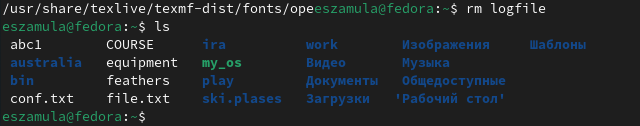 /usr/share/texlive/texmf-dist/fonts/opeeszamula@fedora:~$ rm logfile
eszamula@fedora:~$ ls
abc1 COURSE ira work Изображения Шаблоны
australia equipment my_os Видео Музыка
bin feathers play Документы Общедоступные
conf.txt file.txt ski.plases Загрузки 'Рабочий стол'
eszamula@fedora:~$